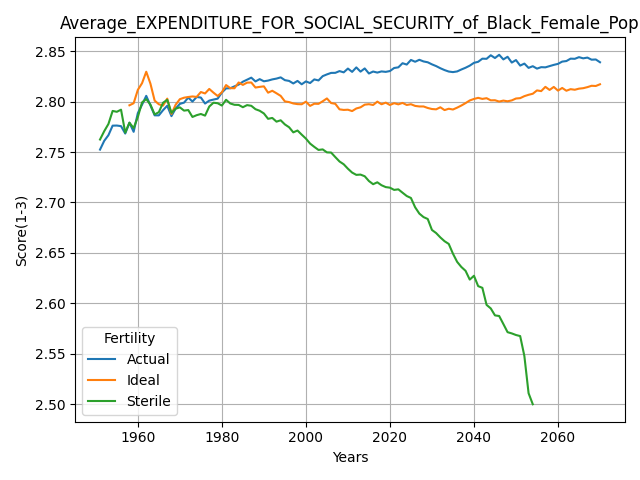 Average_EXPENDITURE_FOR_SOCIAL_SECURITY_of_Black_Female_Pop
2.85
2.80
2.75
2.70
2.65
2.60
2.55
2.50
Score(1-3)
Fertility
Actual
Ideal
Sterile
1960 1980 2000 2020 2040 2060
Years